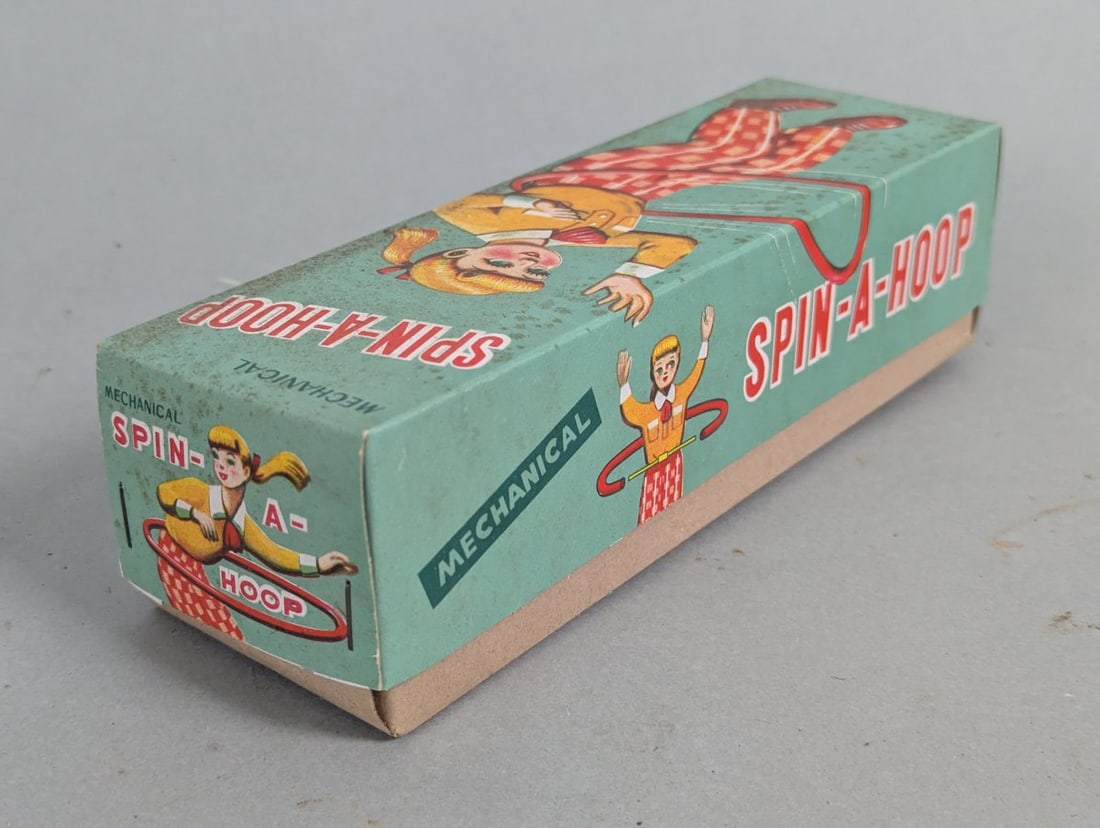 SPIN-A-HOOP
MECHANICAL
MECHANICAL
SPIN-
A-
HOOP
MECHANICAL
SPIN-A-HOOP